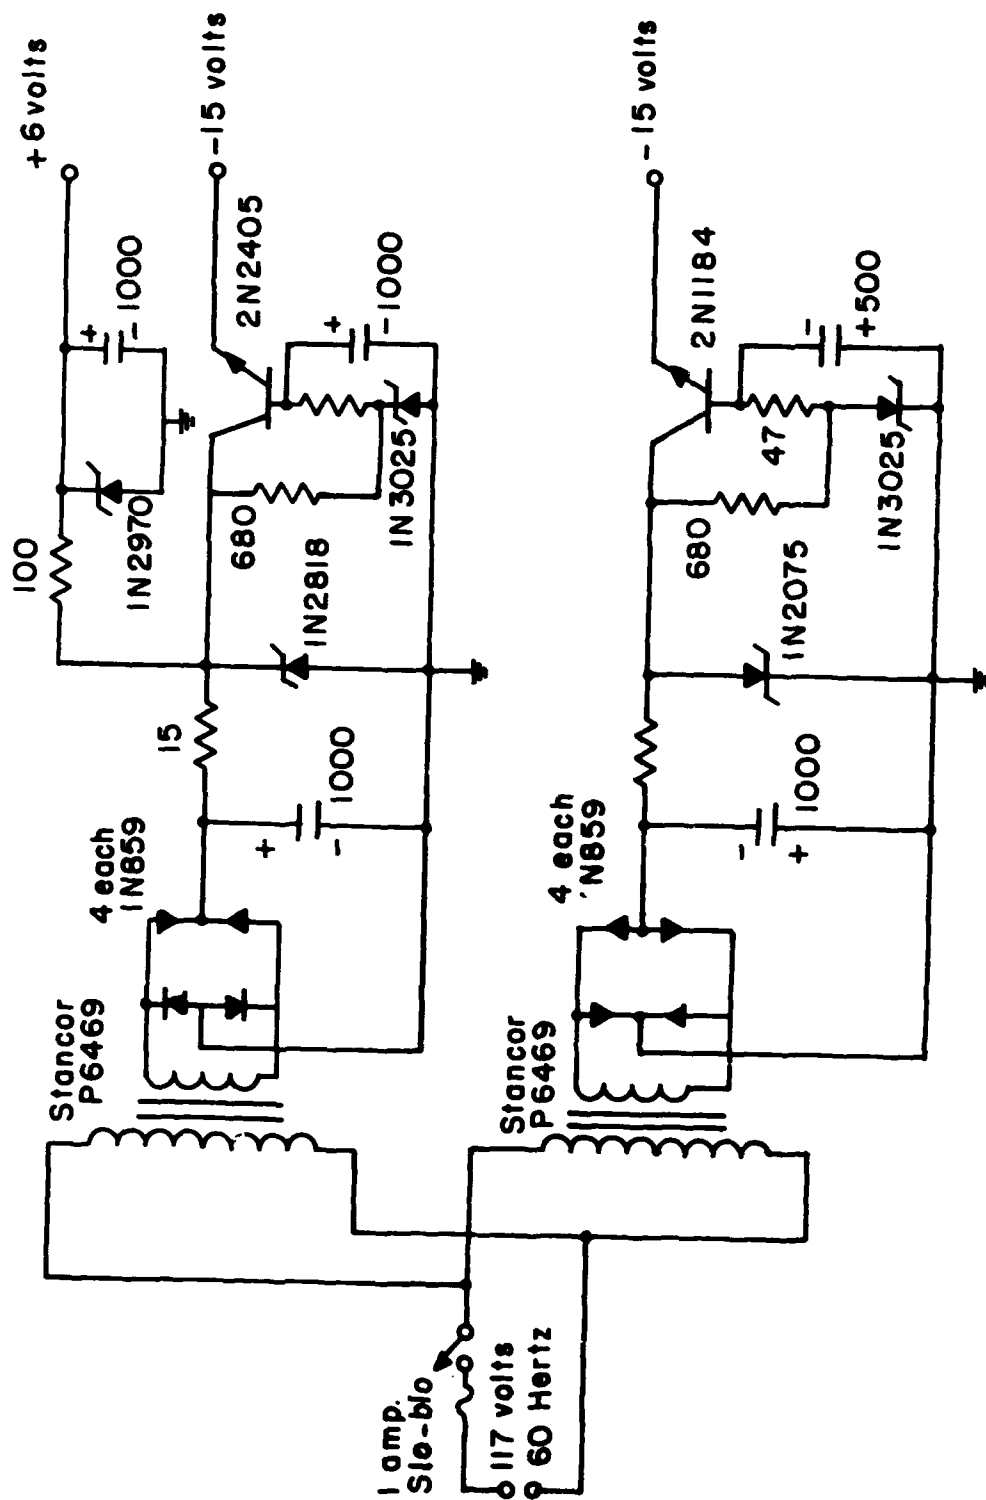 +6 volts
100
1N2970
+
-1000
-15 volts
2N2405
+
-1000
680
1N3025
1N2818
15
4 each
1N859
+
-
1000
Stancor
P6469
1 amp.
Slo-blo
117 volts
60 Hertz
Stancor
P6469
4 each
'N859
-
+
1000
1N2075
680
47
1N3025
-
+500
2N1184
-15 volts